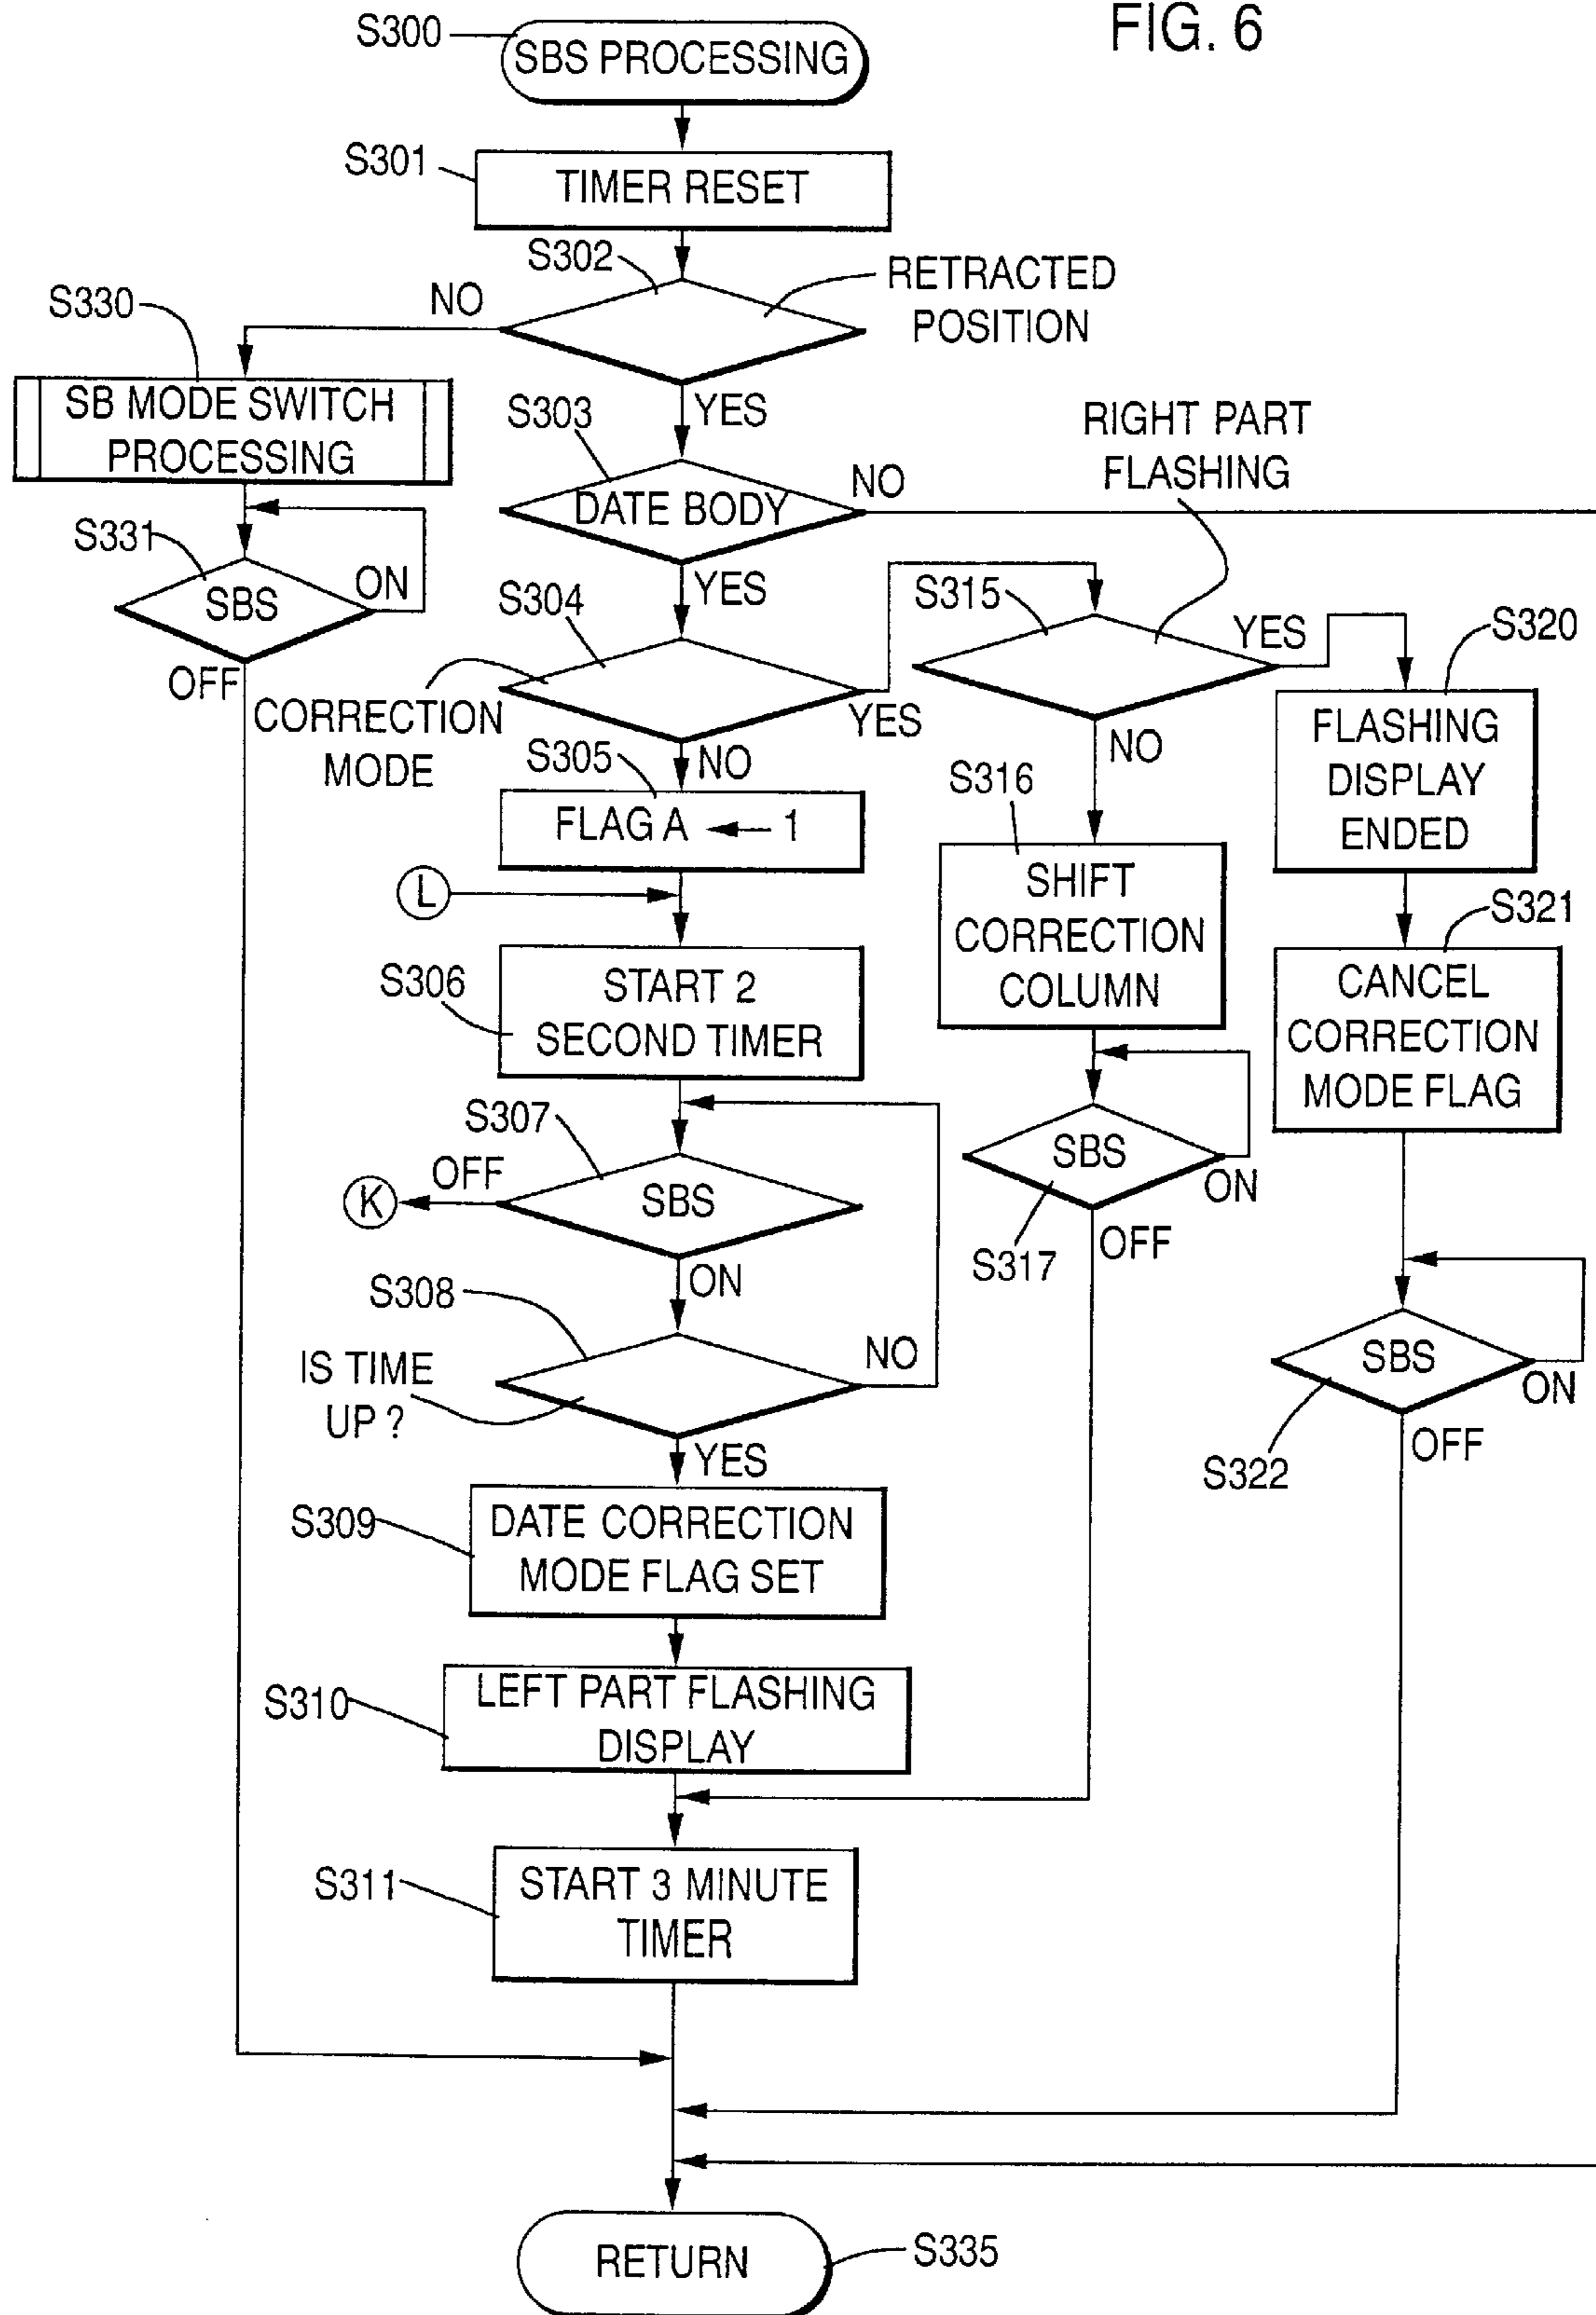 FIG. 6
S300
SBS PROCESSING
S301
TIMER RESET
S302
RETRACTED
POSITION
NO
S330
SB MODE SWITCH
PROCESSING
YES
S303
DATE BODY
NO
RIGHT PART
FLASHING
S331
SBS
ON
OFF
YES
S304
CORRECTION
MODE
YES
S315
YES
S320
FLASHING
DISPLAY
ENDED
NO
S305
NO
FLAG A ← 1
S316
SHIFT
CORRECTION
COLUMN
L
S321
CANCEL
CORRECTION
MODE FLAG
S306
START 2
SECOND TIMER
S307
OFF
K
SBS
ON
SBS
ON
S317
OFF
S308
IS TIME
UP ?
NO
SBS
ON
S322
OFF
YES
S309
DATE CORRECTION
MODE FLAG SET
S310
LEFT PART FLASHING
DISPLAY
S311
START 3 MINUTE
TIMER
RETURN
S335